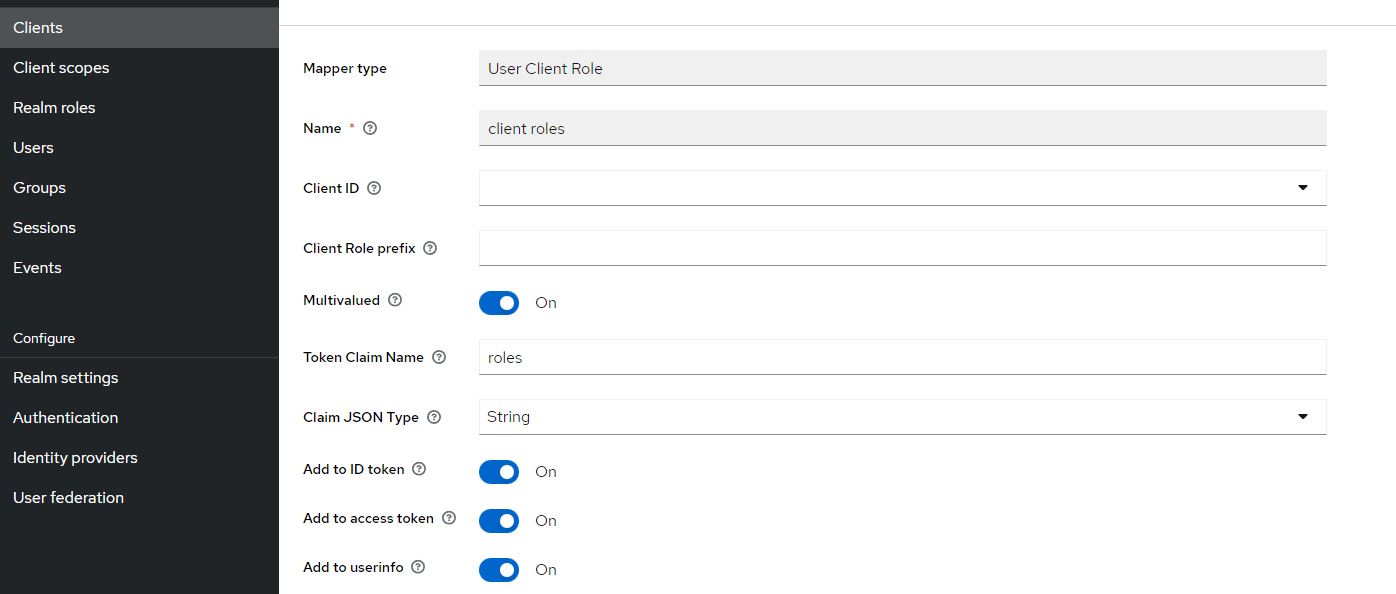 Clients
Client scopes
Realm roles
Users
Groups
Sessions
Events
Configure
Realm settings
Authentication
Identity providers
User federation
Mapper type
User Client Role
Name *
client roles
Client ID
Client Role prefix
Multivalued
On
Token Claim Name
roles
Claim JSON Type
String
Add to ID token
On
Add to access token
On
Add to userinfo
On